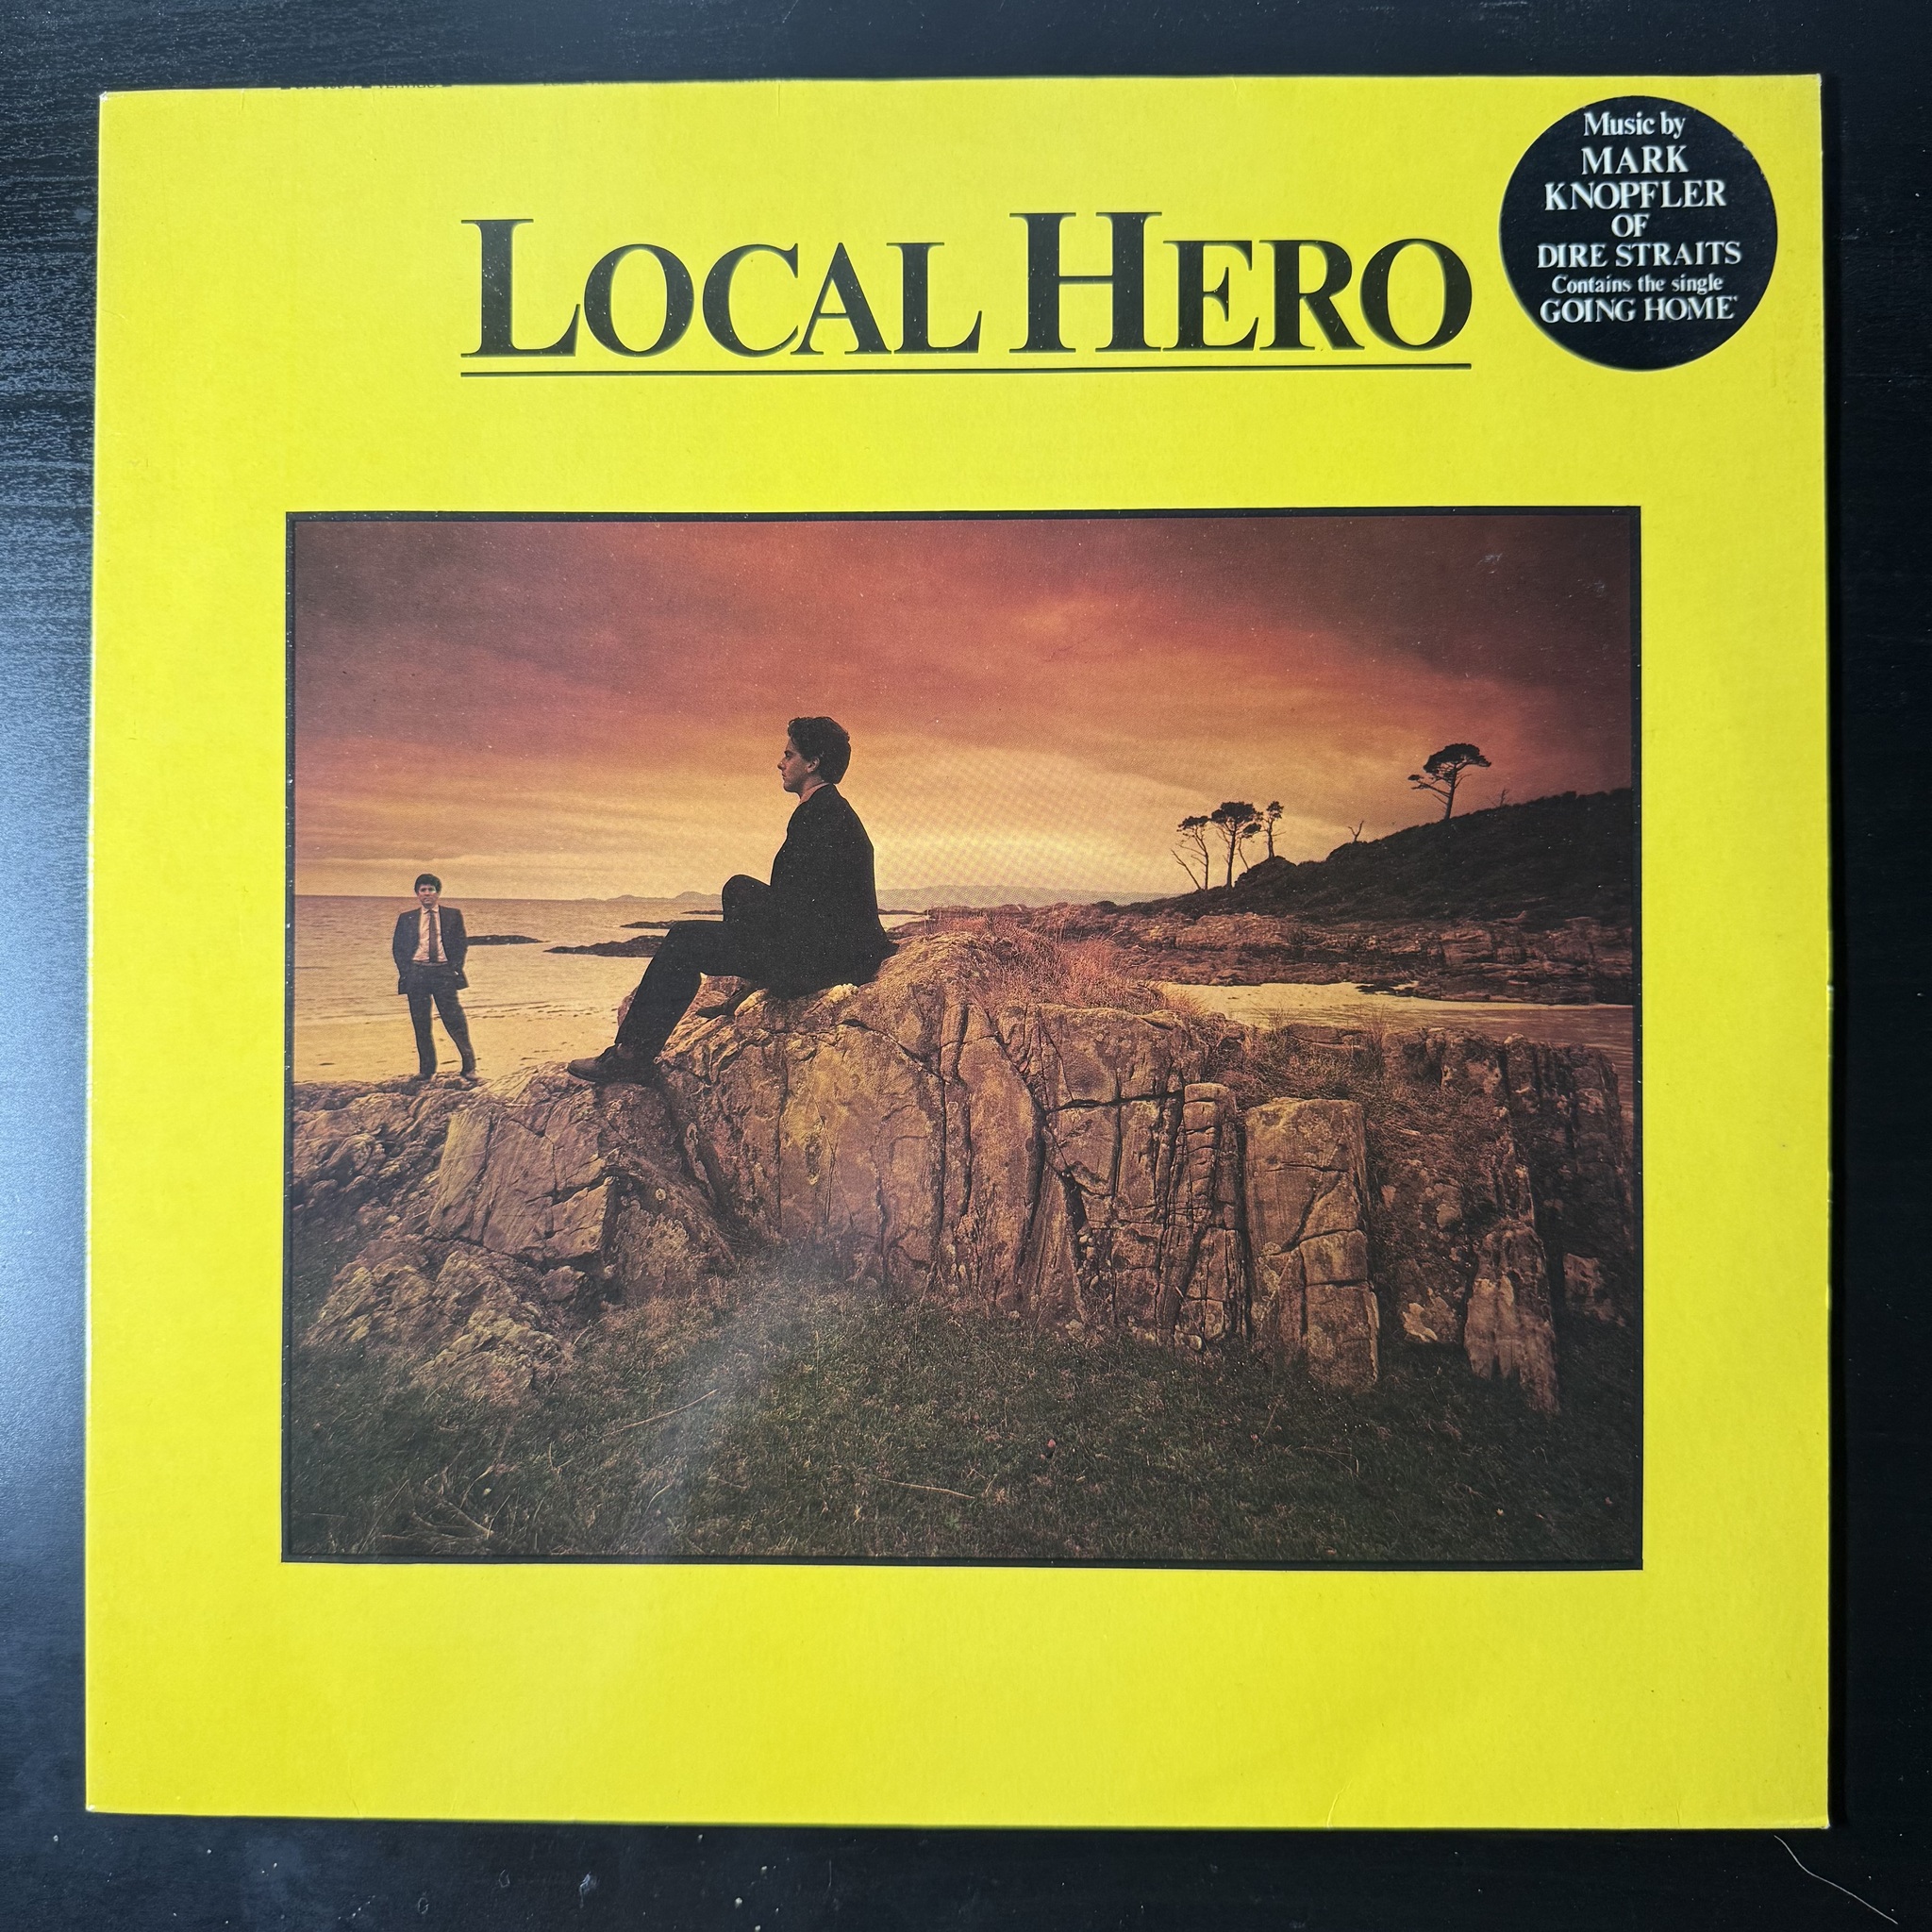 Music by
MARK
KNOPFLER
OF
DIRE STRAITS
Contains the single
GOING HOME'
LOCAL HERO